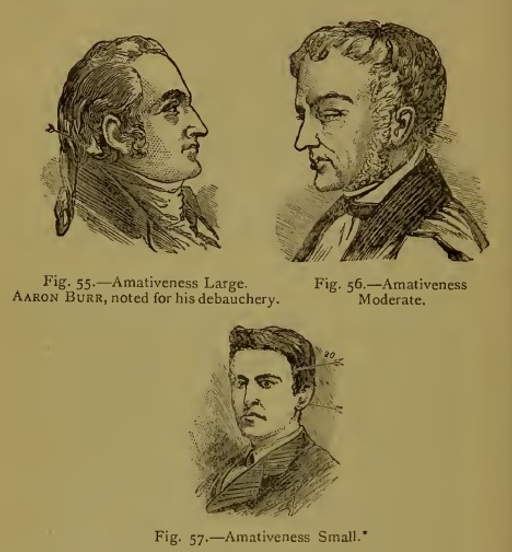 Fig. 55.—Amativeness Large.
AARON BURR, noted for his debauchery.
Fig. 56.—Amativeness
Moderate.
20
Fig. 57.—Amativeness Small.*